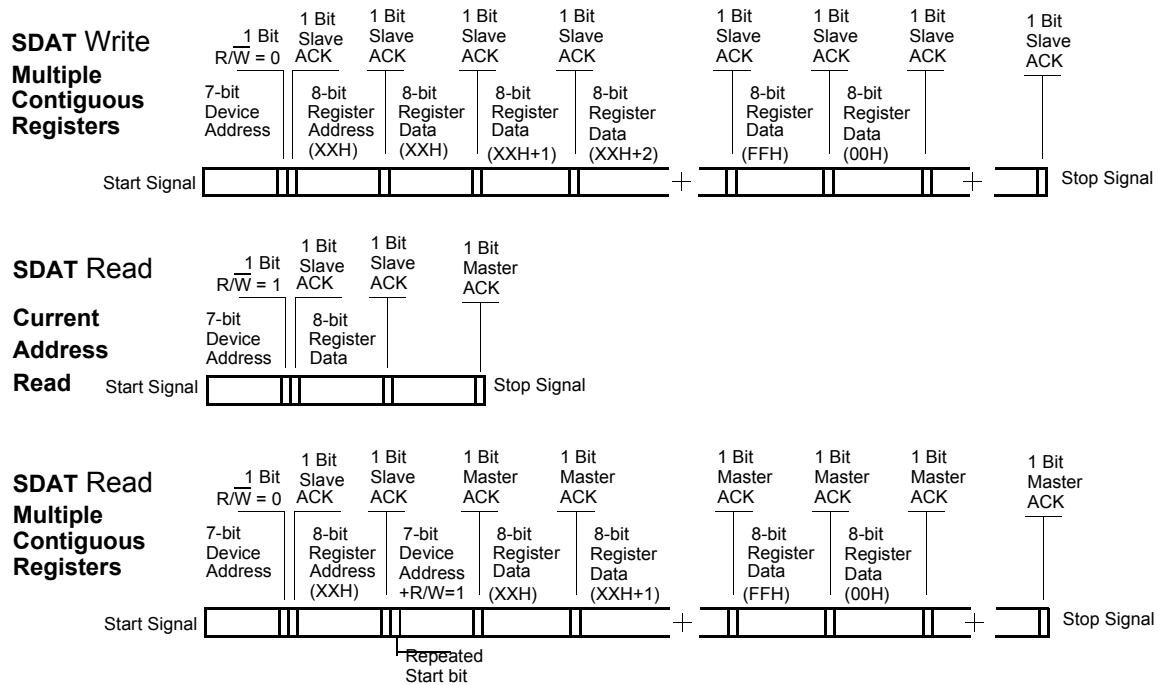 SDAT Write
Multiple
Contiguous
Registers
1 Bit
R/W = 0
1 Bit
Slave
ACK
1 Bit
Slave
ACK
1 Bit
Slave
ACK
1 Bit
Slave
ACK
1 Bit
Slave
ACK
1 Bit
Slave
ACK
1 Bit
Slave
ACK
1 Bit
Slave
ACK
7-bit
Device
Address
8-bit
Register
Address
(XXH)
8-bit
Register
Data
(XXH)
8-bit
Register
Data
(XXH+1)
8-bit
Register
Data
(XXH+2)
8-bit
Register
Data
(FFH)
8-bit
Register
Data
(00H)
Start Signal
Stop Signal
SDAT Read
Current
Address
Read
1 Bit
R/W = 1
1 Bit
Slave
ACK
1 Bit
Slave
ACK
1 Bit
Master
ACK
7-bit
Device
Address
8-bit
Register
Data
Start Signal
Stop Signal
SDAT Read
Multiple
Contiguous
Registers
1 Bit
R/W = 0
1 Bit
Slave
ACK
1 Bit
Slave
ACK
1 Bit
Master
ACK
1 Bit
Master
ACK
1 Bit
Master
ACK
1 Bit
Master
ACK
1 Bit
Master
ACK
1 Bit
Master
ACK
7-bit
Device
Address
8-bit
Register
Address
(XXH)
7-bit
Device
Address
+R/W=1
8-bit
Register
Data
(XXH)
8-bit
Register
Data
(XXH+1)
8-bit
Register
Data
(FFH)
8-bit
Register
Data
(00H)
Start Signal
Stop Signal
Repeated
Start bit